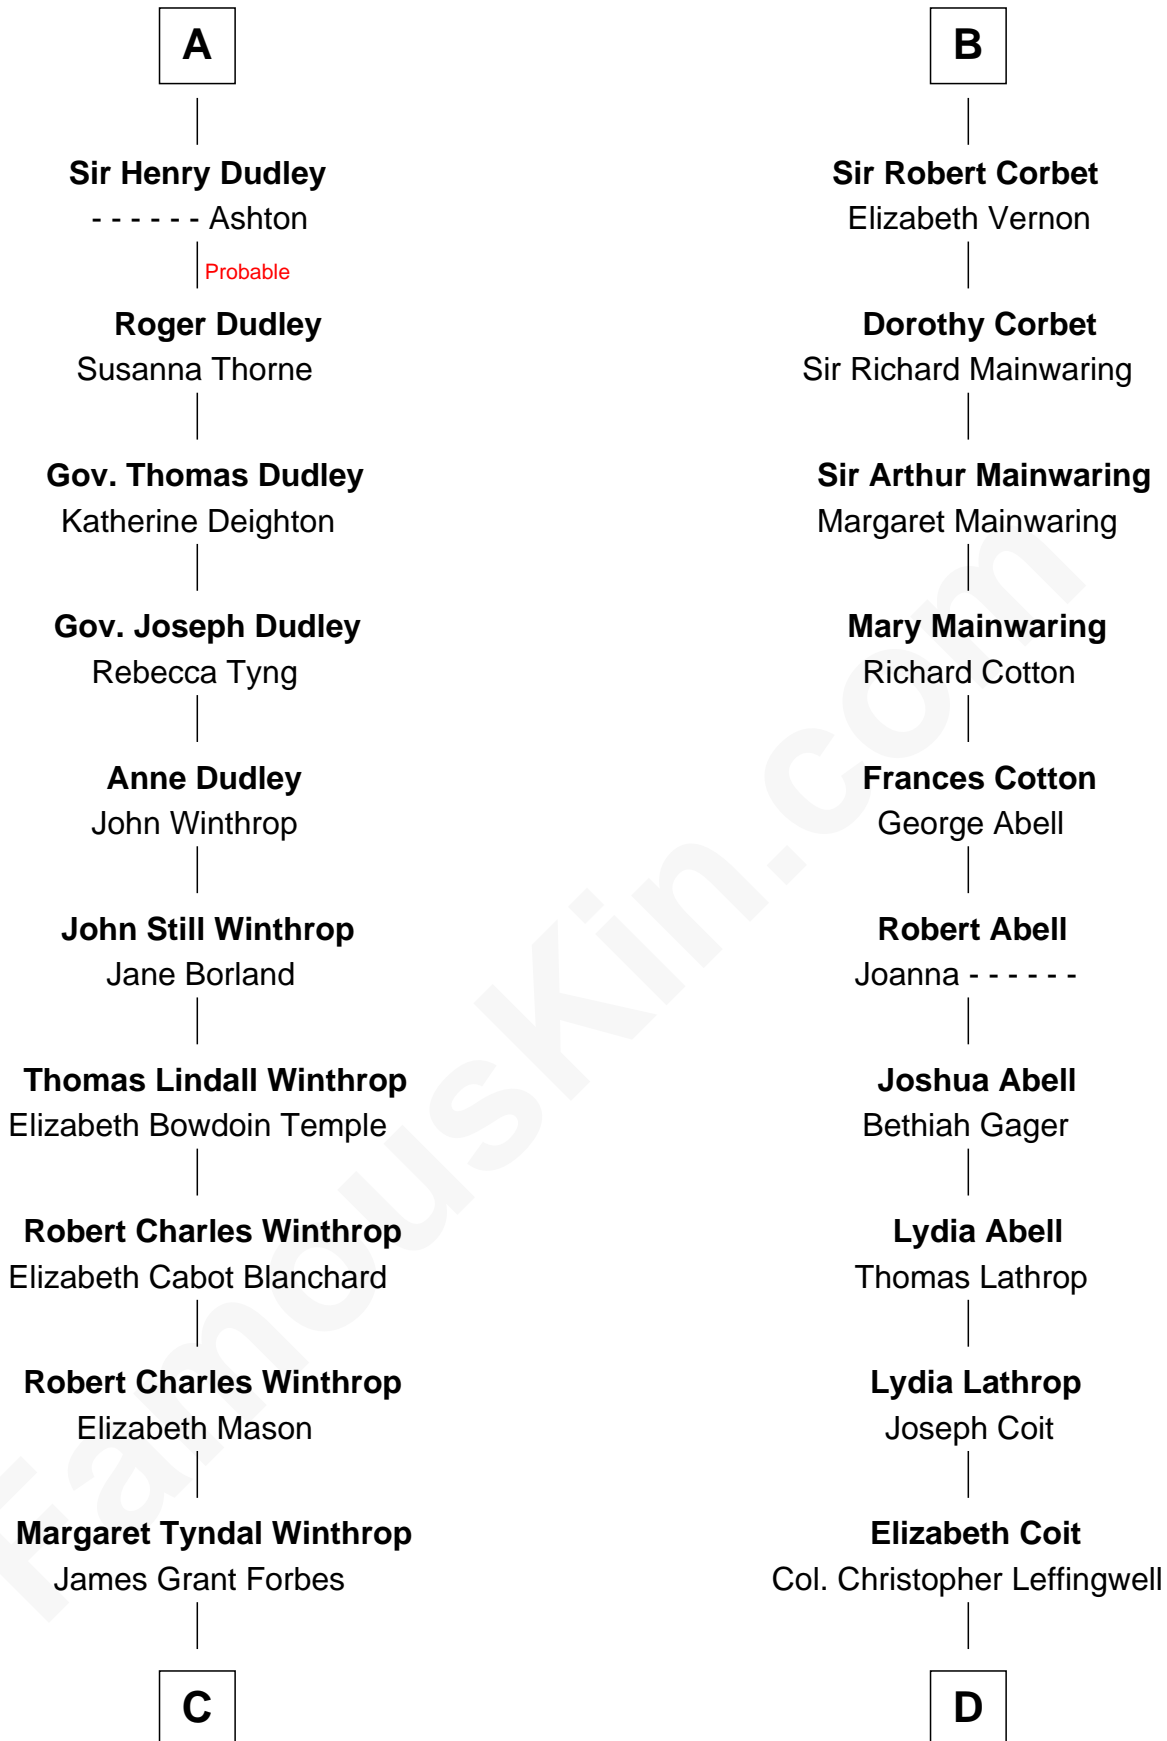 A
Sir Henry Dudley
- - - - - - Ashton
Probable
Roger Dudley
Susanna Thorne
Gov. Thomas Dudley
Katherine Deighton
Gov. Joseph Dudley
Rebecca Tyng
Anne Dudley
John Winthrop
John Still Winthrop
Jane Borland
Thomas Lindall Winthrop
Elizabeth Bowdoin Temple
Robert Charles Winthrop
Elizabeth Cabot Blanchard
Robert Charles Winthrop
Elizabeth Mason
Margaret Tyndal Winthrop
James Grant Forbes
C
B
Sir Robert Corbet
Elizabeth Vernon
Dorothy Corbet
Sir Richard Mainwaring
Sir Arthur Mainwaring
Margaret Mainwaring
Mary Mainwaring
Richard Cotton
Frances Cotton
George Abell
Robert Abell
Joanna - - - - - -
Joshua Abell
Bethiah Gager
Lydia Abell
Thomas Lathrop
Lydia Lathrop
Joseph Coit
Elizabeth Coit
Col. Christopher Leffingwell
D
FamousKin.com